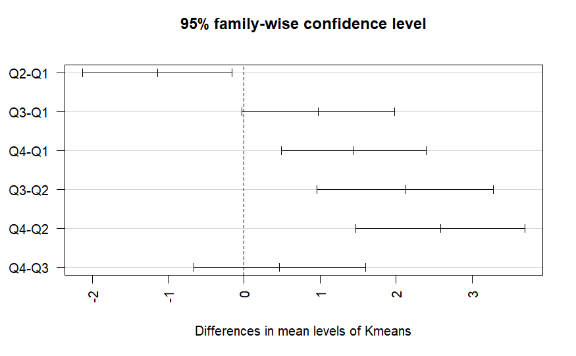 95% family-wise confidence level
Q2-Q1
Q3-Q1
Q4-Q1
Q3-Q2
Q4-Q2
Q4-Q3
-2 -1 0 1 2 3
Differences in mean levels of Kmeans